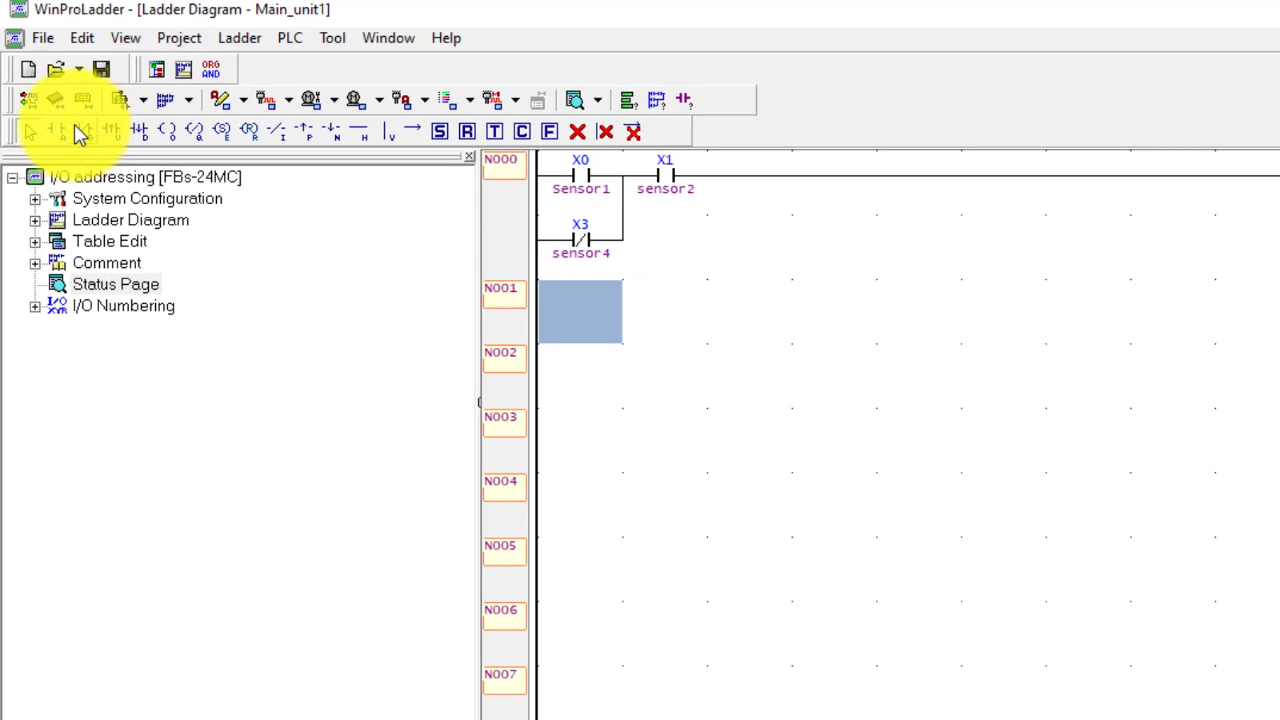 WinProLadder - [Ladder Diagram - Main_unit1]
File Edit View Project Ladder PLC Tool Window Help
ORG
AND
I/O addressing [FBs-24MC]
System Configuration
Ladder Diagram
Table Edit
Comment
Status Page
I/O Numbering
N000
X0 X1
Sensor1 sensor2
X3
sensor4
N001
N002
N003
N004
N005
N006
N007